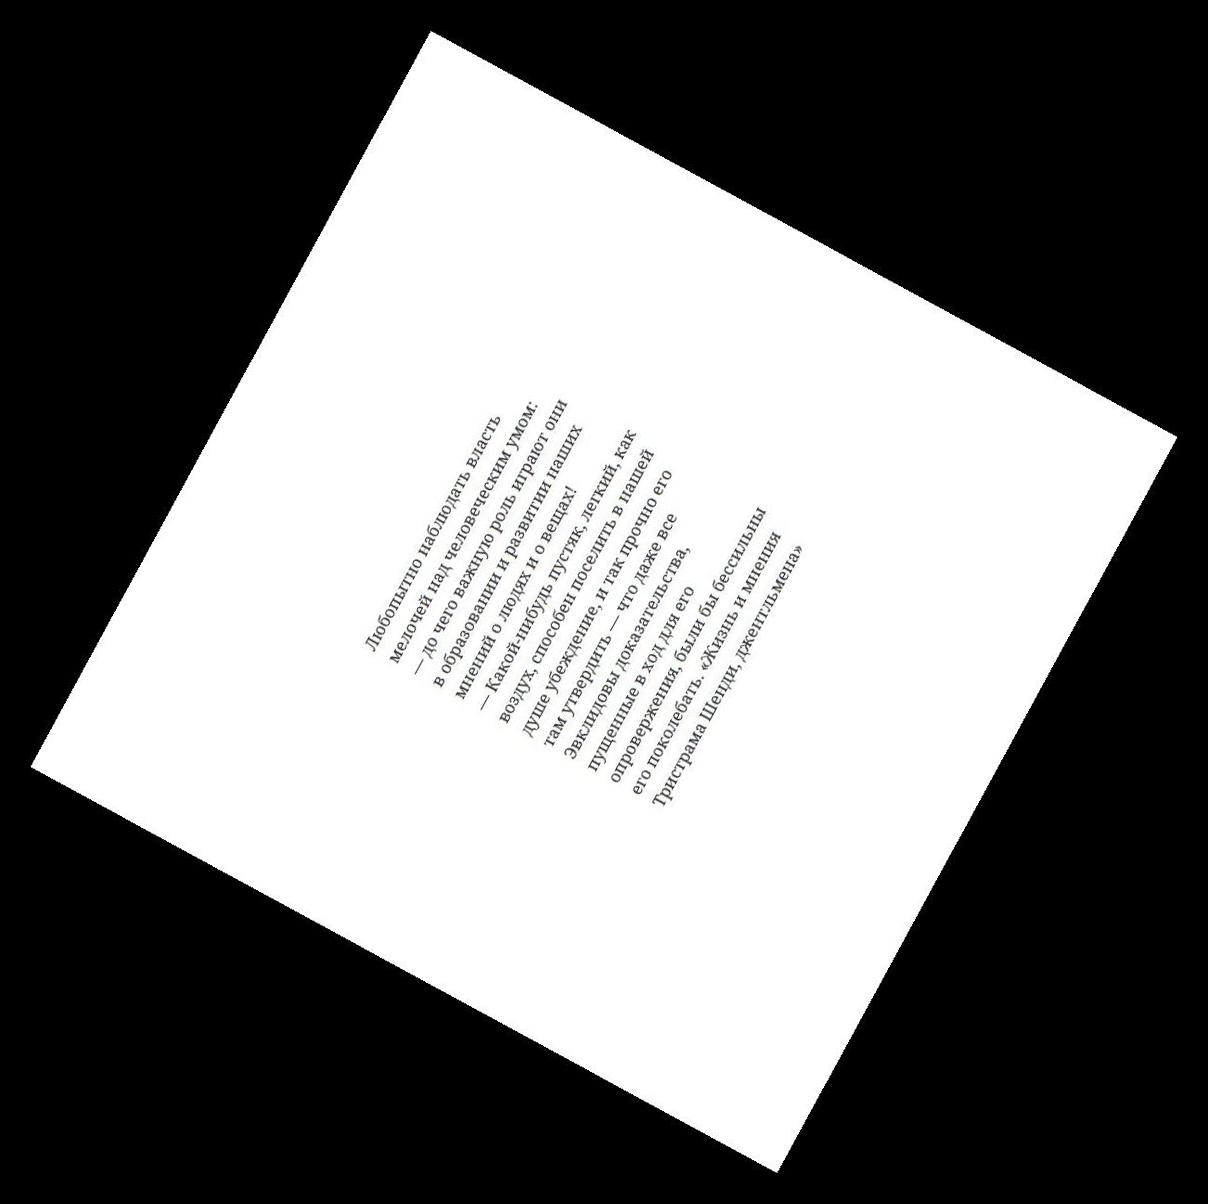 Любопытно наблюдать власть
мелочей над человеческим умом:
— до чего важную роль играют они
в образовании и развитии наших
мнений о людях и о вещах!
— Какой-нибудь пустяк, легкий, как
воздух, способен поселить в нашей
душе убеждение, и так прочно его
там утвердить — что даже все
Эвклидовы доказательства,
пущенные в ход для его
опровержения, были бы бессильны
его поколебать. «Жизнь и мнения
Тристрама Шенди, джентльмена»